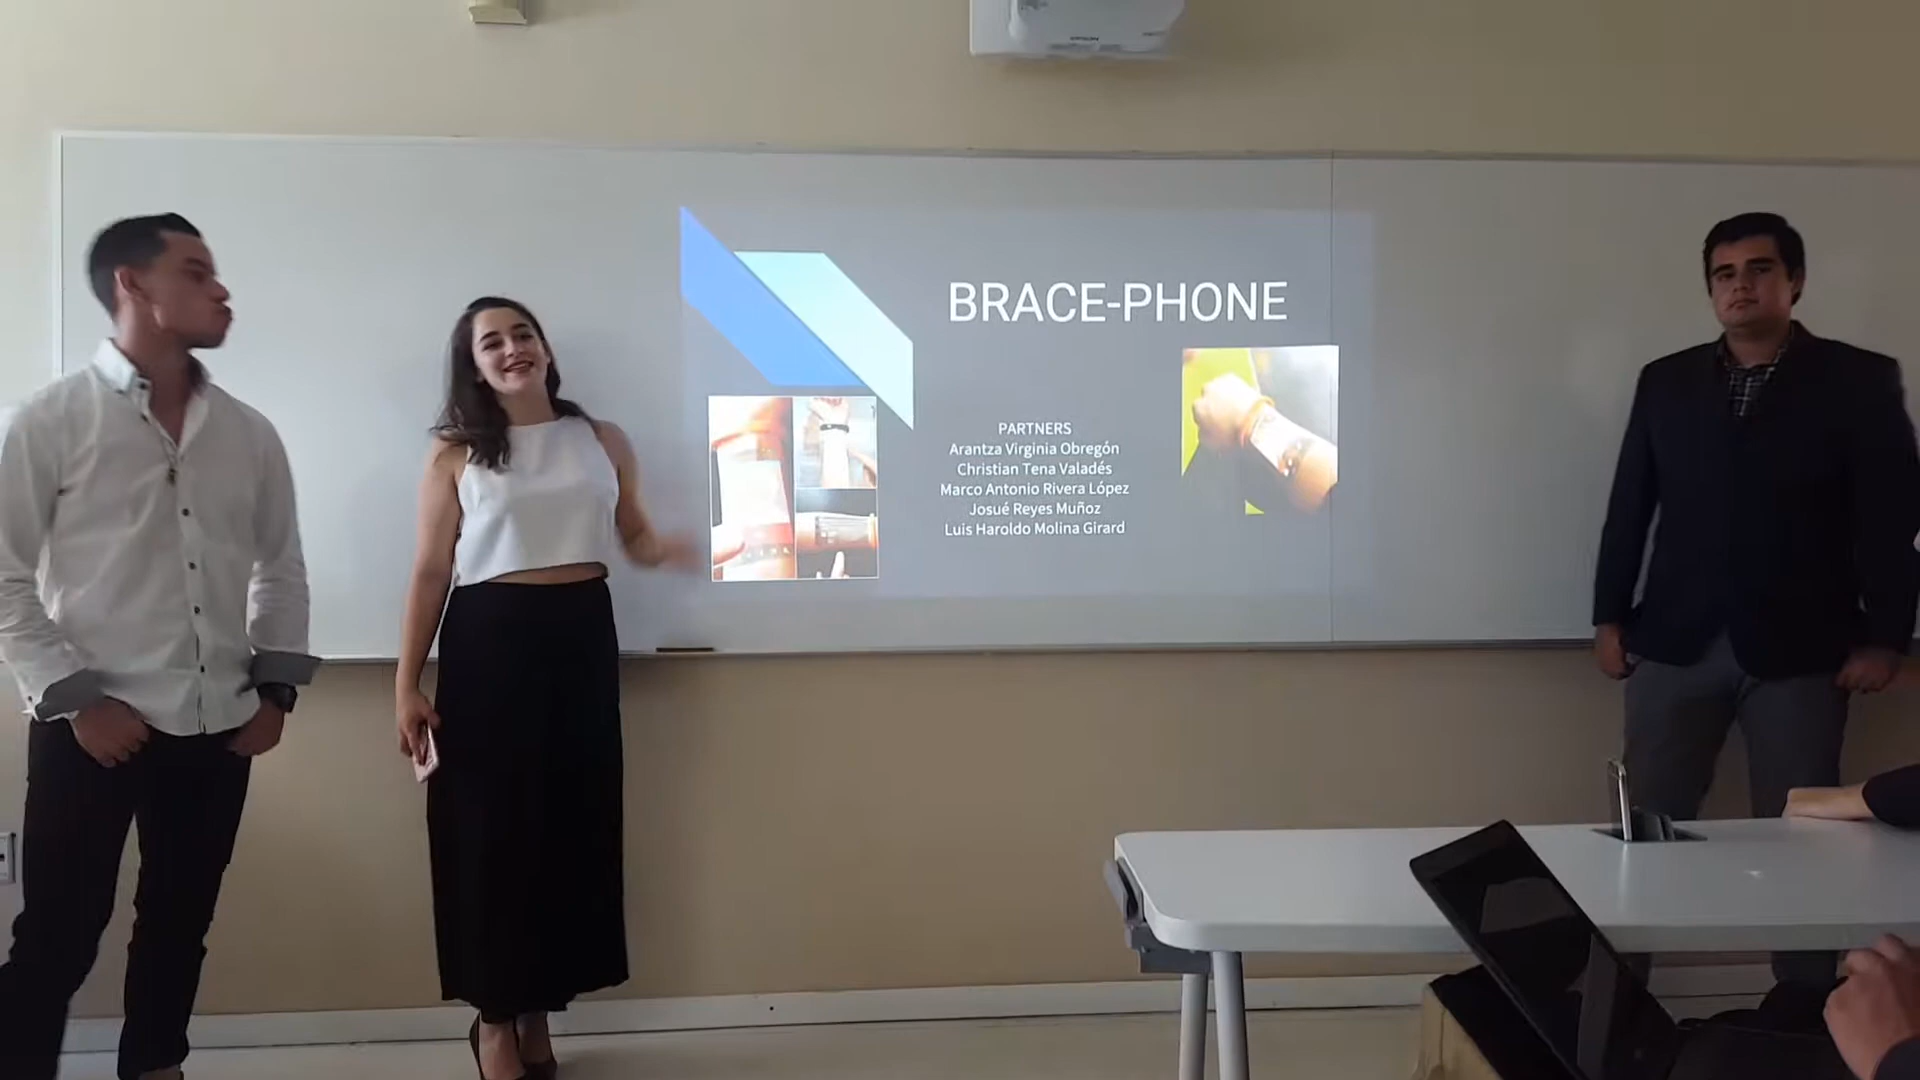 BRACE-PHONE
PARTNERS
Arantza Virginia Obregón
Christian Tena Valadés
Marco Antonio Rivera López
Josué Reyes Muñoz
Luis Haroldo Molina Girard